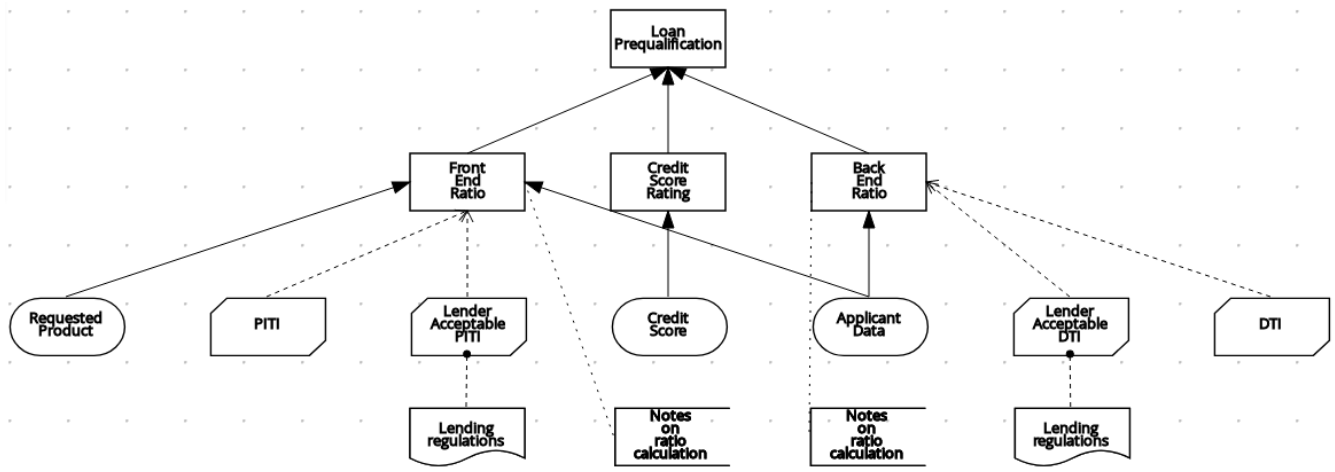 Loan
Prequalification
Front
End
Ratio
Credit
Score
Rating
Back
End
Ratio
Requested
Product
PITI
Lender
Acceptable
PITI
Credit
Score
Applicant
Data
Lender
Acceptable
DTI
DTI
Lending
regulations
Notes
on
ratio
calculation
Notes
on
ratio
calculation
Lending
regulations